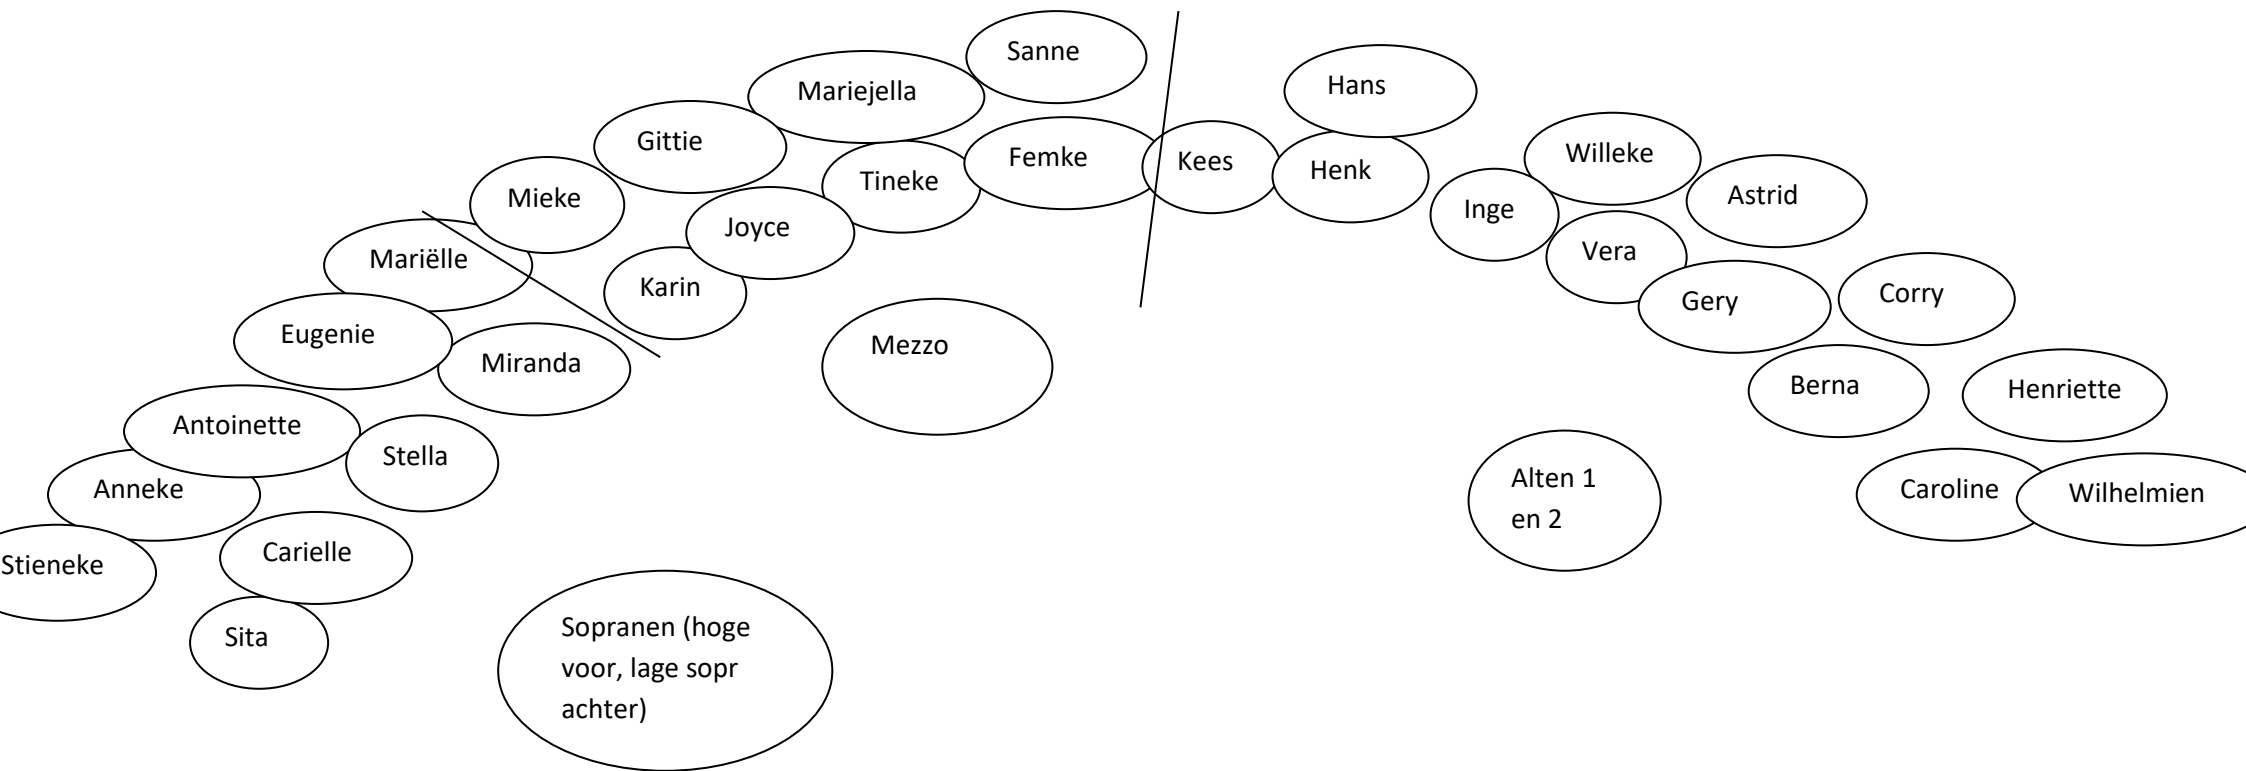 Sanne
Hans
Mariejella
Gittie
Femke
Kees
Henk
Willeke
Tineke
Astrid
Mieke
Inge
Joyce
Vera
Mariëlle
Karin
Gery
Corry
Eugenie
Miranda
Mezzo
Berna
Henriette
Antoinette
Stella
Anneke
Alten 1
en 2
Caroline
Wilhelmien
Stieneke
Carielle
Sita
Sopranen (hoge
voor, lage sopr
achter)